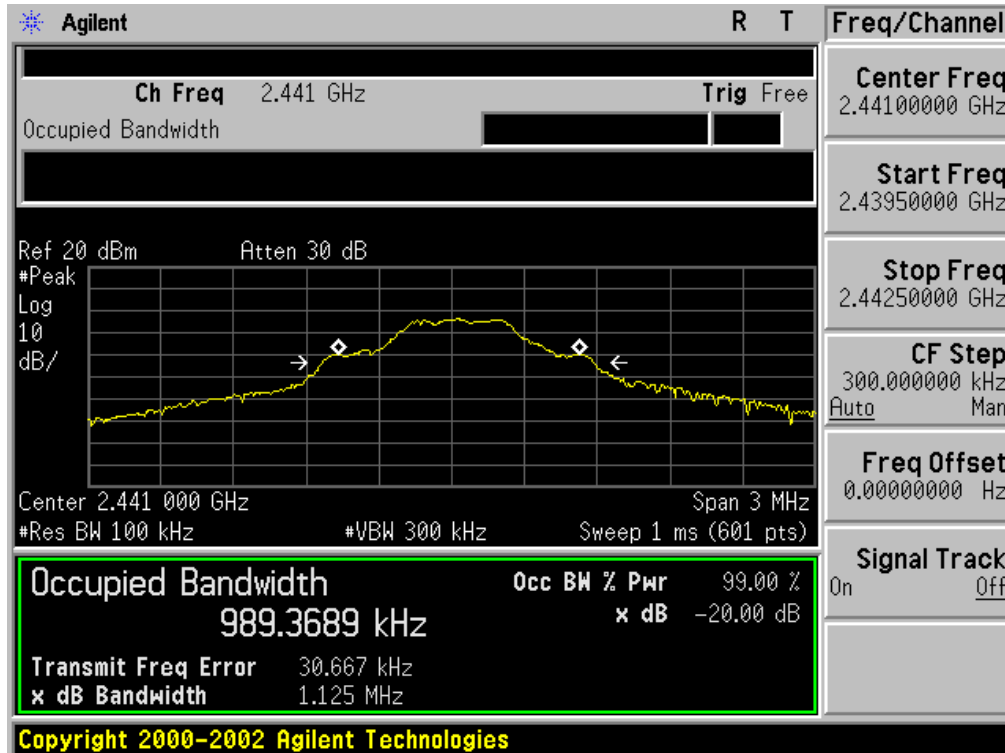 Agilent R T
Ch Freq 2.441 GHz Trig Free
Occupied Bandwidth
Ref 20 dBm Atten 30 dB
#Peak
Log
10
dB/
Center 2.441 000 GHz Span 3 MHz
#Res BW 100 kHz #VBW 300 kHz Sweep 1 ms (601 pts)
Occupied Bandwidth
989.3689 kHz
Occ BW % Pwr 99.00 %
x dB -20.00 dB
Transmit Freq Error 30.667 kHz
x dB Bandwidth 1.125 MHz
Copyright 2000-2002 Agilent Technologies
Freq/Channel
Center Freq
2.44100000 GHz
Start Freq
2.43950000 GHz
Stop Freq
2.44250000 GHz
CF Step
300.000000 kHz
Auto Man
Freq Offset
0.00000000 Hz
Signal Track
On Off